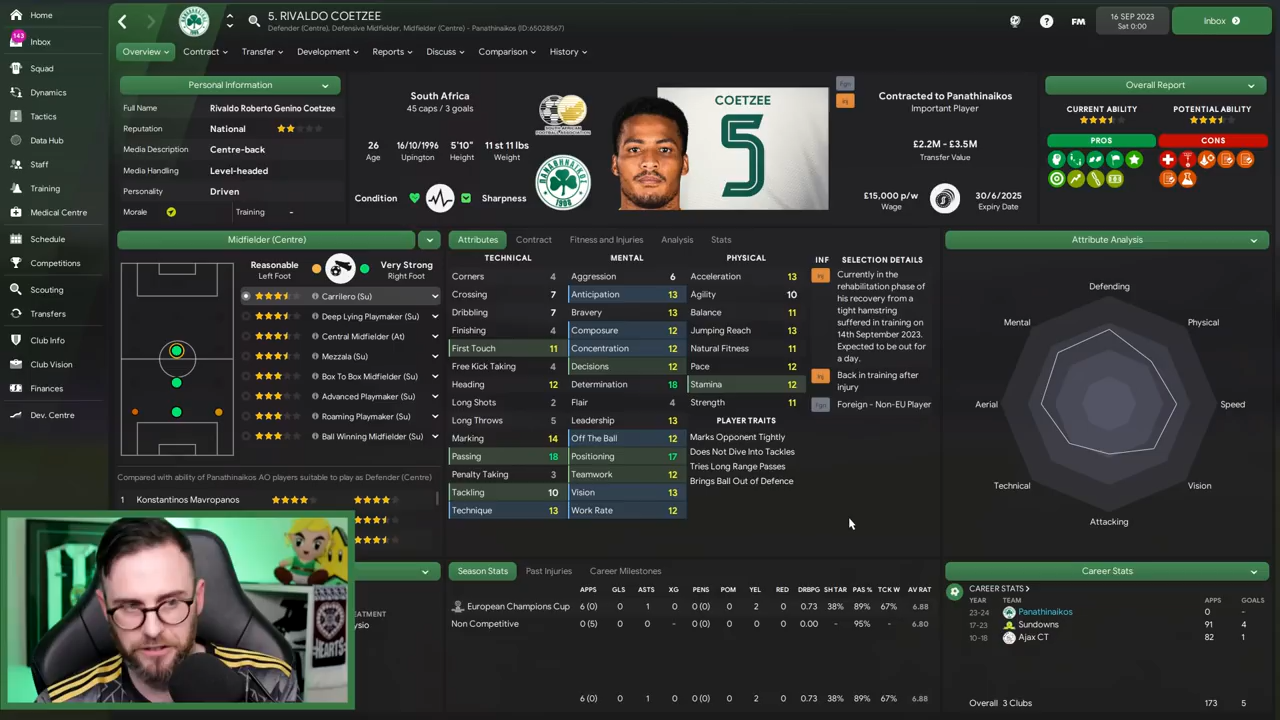 Home
143
Inbox
Squad
Dynamics
Tactics
Data Hub
Staff
Training
Medical Centre
Schedule
Competitions
Scouting
Transfers
Club Info
Club Vision
Finances
Dev. Centre
5. RIVALDO COETZEE
Defender (Centre), Defensive Midfielder, Midfielder (Centre) - Panathinaikos (ID:65028567)
?
FM
16 SEP 2023
Sat 0:00
Inbox
Overview
Contract
Transfer
Development
Reports
Discuss
Comparison
History
Personal Information
Full Name Rivaldo Roberto Genino Coetzee
Reputation National
Media Description Centre-back
Media Handling Level-headed
Personality Driven
Morale Training -
South Africa
45 caps / 3 goals
26 16/10/1996 5'10" 11 st 11 lbs
Age Upington Height Weight
Condition Sharpness
COETZEE
5
Fgn
Inj
Contracted to Panathinaikos
Important Player
£2.2M - £3.5M
Transfer Value
£15,000 p/w 30/6/2025
Wage Expiry Date
Overall Report
CURRENT ABILITY POTENTIAL ABILITY
PROS CONS
Midfielder (Centre)
Reasonable Very Strong
Left Foot Right Foot
Carrilero (Su)
Deep Lying Playmaker (Su)
Central Midfielder (At)
Mezzala (Su)
Box To Box Midfielder (Su)
Advanced Playmaker (Su)
Roaming Playmaker (Su)
Ball Winning Midfielder (Su)
Compared with ability of Panathinaikos AO players suitable to play as Defender (Centre)
1 Konstantinos Mavropanos
Attributes Contract Fitness and Injuries Analysis Stats
TECHNICAL
Corners 4
Crossing 7
Dribbling 7
Finishing 4
First Touch 11
Free Kick Taking 4
Heading 12
Long Shots 2
Long Throws 5
Marking 14
Passing 18
Penalty Taking 3
Tackling 10
Technique 13
MENTAL
Aggression 6
Anticipation 13
Bravery 13
Composure 12
Concentration 12
Decisions 12
Determination 18
Flair 4
Leadership 13
Off The Ball 12
Positioning 17
Teamwork 12
Vision 13
Work Rate 12
PHYSICAL
Acceleration 13
Agility 10
Balance 11
Jumping Reach 13
Natural Fitness 11
Pace 12
Stamina 12
Strength 11
PLAYER TRAITS
Marks Opponent Tightly
Does Not Dive Into Tackles
Tries Long Range Passes
Brings Ball Out of Defence
INF SELECTION DETAILS
Inj Currently in the
rehabilitation phase of
his recovery from a
tight hamstring
suffered in training on
14th September 2023.
Expected to be out for
a day.
Inj Back in training after
injury
Fgn Foreign - Non-EU Player
Attribute Analysis
Defending
Mental Physical
Aerial Speed
Technical Vision
Attacking
HEARTS
Season Stats Past Injuries Career Milestones
APPS GLS ASTS XG PENS POM YEL RED DRBPG SH TAR PAS % TCK W AV RAT
European Champions Cup 6 (0) 0 1 - 0 (0) 0 2 0 0.73 38% 89% 67% 6.88
Non Competitive 0 (5) 0 0 - 0 (0) 0 0 0 0.00 - 95% 6.80
6 (0) 0 1 0 (0) 0 2 0 0.73 38% 89% 67% 6.88
Career Stats
CAREER STATS
YEAR TEAM APPS GOALS
23-24 Panathinaikos 0 -
17-23 Sundowns 91 4
10-18 Ajax CT 82 1
Overall 3 Clubs 173 5